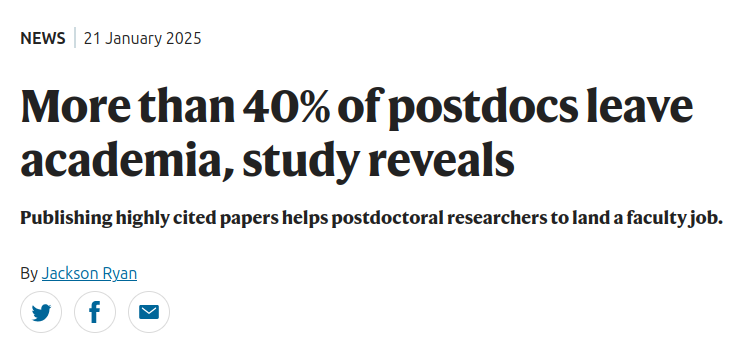 NEWS 21 January 2025
More than 40% of postdocs leave
academia, study reveals
Publishing highly cited papers helps postdoctoral researchers to land a faculty job.
By Jackson Ryan